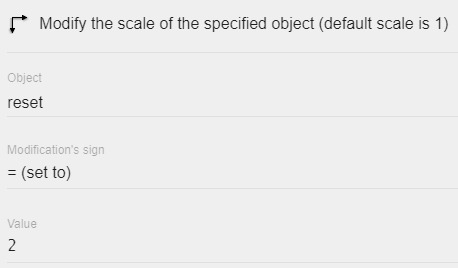 Modify the scale of the specified object (default scale is 1)
Object
reset
Modification's sign
= (set to)
Value
2